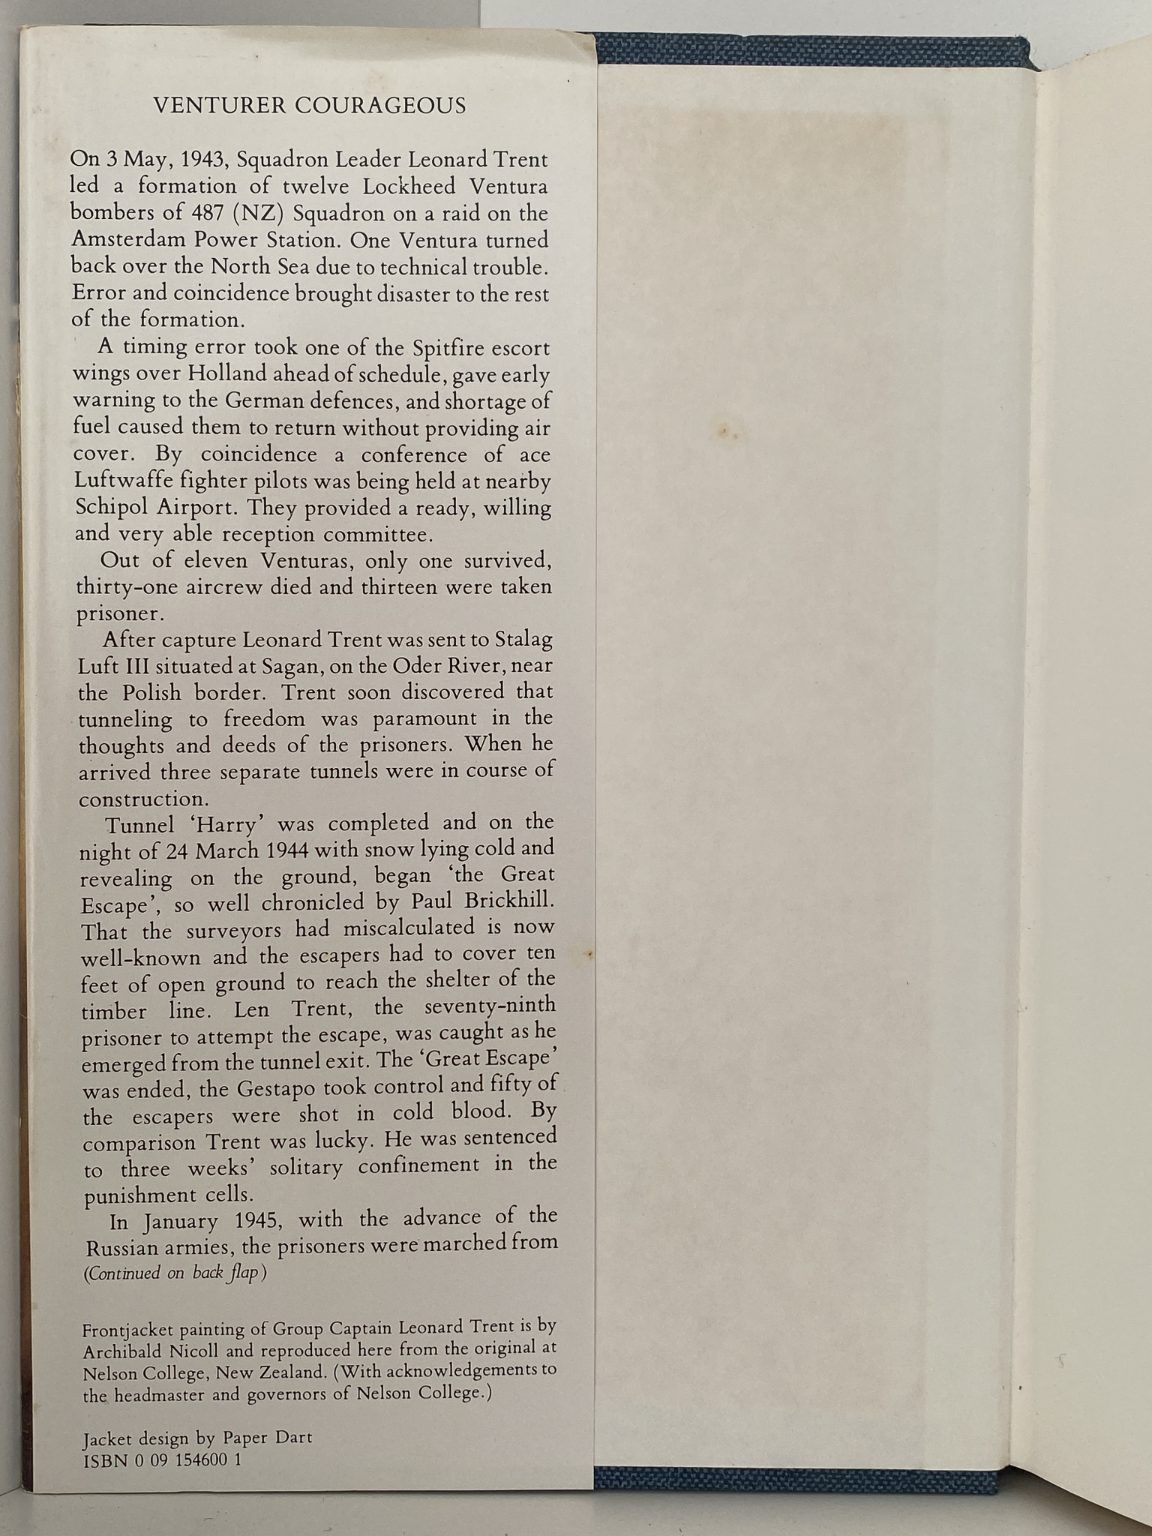 VENTURER COURAGEOUS
On 3 May, 1943, Squadron Leader Leonard Trent
led a formation of twelve Lockheed Ventura
bombers of 487 (NZ) Squadron on a raid on the
Amsterdam Power Station. One Ventura turned
back over the North Sea due to technical trouble.
Error and coincidence brought disaster to the rest
of the formation.
A timing error took one of the Spitfire escort
wings over Holland ahead of schedule, gave early
warning to the German defences, and shortage of
fuel caused them to return without providing air
cover. By coincidence a conference of ace
Luftwaffe fighter pilots was being held at nearby
Schipol Airport. They provided a ready, willing
and very able reception committee.
Out of eleven Venturas, only one survived,
thirty-one aircrew died and thirteen were taken
prisoner.
After capture Leonard Trent was sent to Stalag
Luft III situated at Sagan, on the Oder River, near
the Polish border. Trent soon discovered that
tunneling to freedom was paramount in the
thoughts and deeds of the prisoners. When he
arrived three separate tunnels were in course of
construction.
Tunnel ‘Harry’ was completed and on the
night of 24 March 1944 with snow lying cold and
revealing on the ground, began ‘the Great
Escape’, so well chronicled by Paul Brickhill.
That the surveyors had miscalculated is now
well-known and the escapers had to cover ten
feet of open ground to reach the shelter of the
timber line. Len Trent, the seventy-ninth
prisoner to attempt the escape, was caught as he
emerged from the tunnel exit. The ‘Great Escape’
was ended, the Gestapo took control and fifty of
the escapers were shot in cold blood. By
comparison Trent was lucky. He was sentenced
to three weeks’ solitary confinement in the
punishment cells.
In January 1945, with the advance of the
Russian armies, the prisoners were marched from
(Continued on back flap)
Frontjacket painting of Group Captain Leonard Trent is by
Archibald Nicoll and reproduced here from the original at
Nelson College, New Zealand. (With acknowledgements to
the headmaster and governors of Nelson College.)
Jacket design by Paper Dart
ISBN 0 09 154600 1